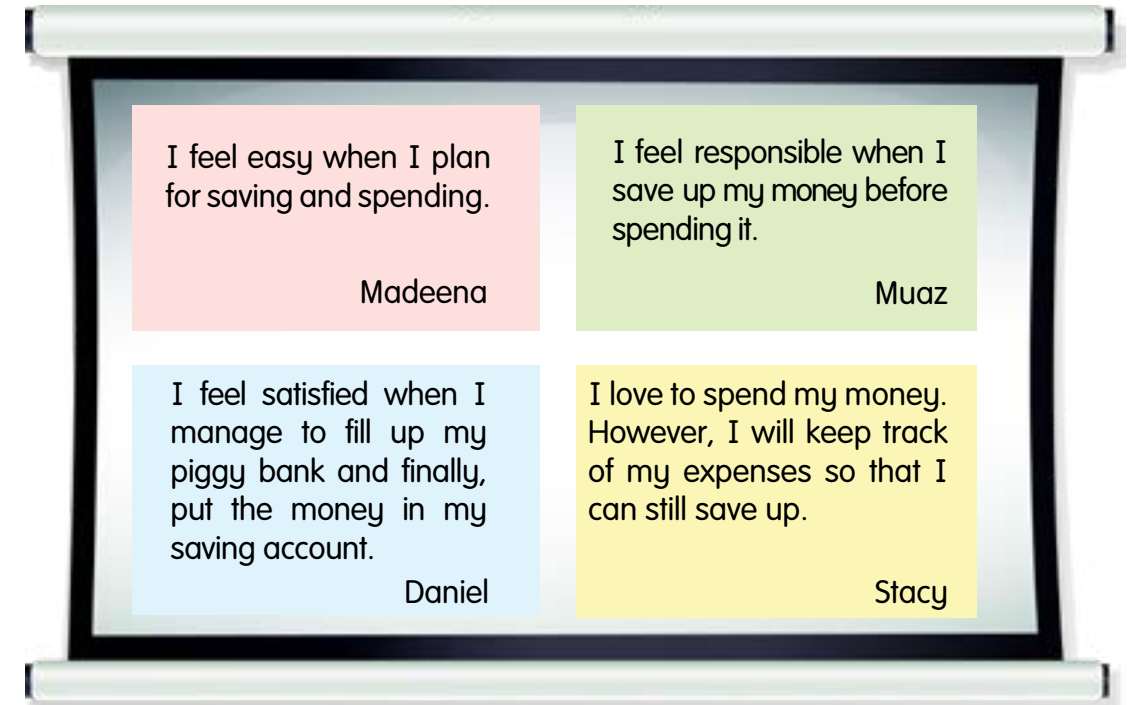 I feel easy when I plan
for saving and spending.
Madeena
I feel responsible when I
save up my money before
spending it.
Muaz
I feel satisfied when I
manage to fill up my
piggy bank and finally,
put the money in my
saving account.
Daniel
I love to spend my money.
However, I will keep track
of my expenses so that I
can still save up.
Stacy